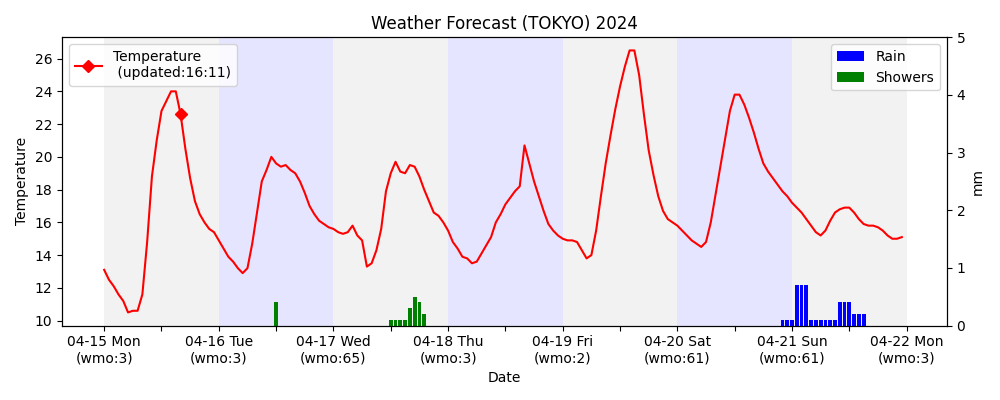 Weather Forecast (TOKYO) 2024
Temperature
(updated:16:11)
Rain
Showers
Temperature
26
24
22
20
18
16
14
12
10
5
4
3
2
1
0
mm
04-15 Mon
(wmo:3)
04-16 Tue
(wmo:3)
04-17 Wed
(wmo:65)
04-18 Thu
(wmo:3)
04-19 Fri
(wmo:2)
04-20 Sat
(wmo:61)
04-21 Sun
(wmo:61)
04-22 Mon
(wmo:3)
Date